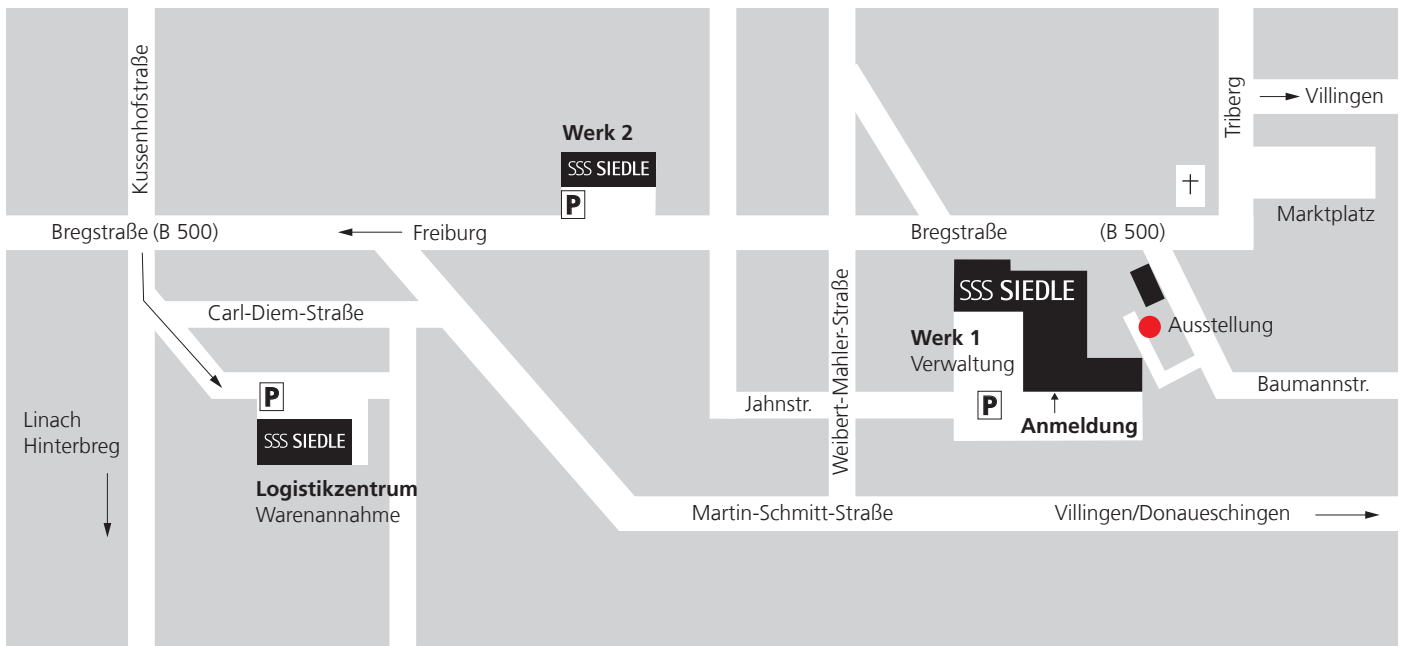 Kussenhofstraße
Triberg
Villingen
Werk 2
SSS SIEDLE
P
Marktplatz
Bregstraße (B 500)
Freiburg
Bregstraße
(B 500)
Weibert-Mahler-Straße
SSS SIEDLE
Carl-Diem-Straße
Ausstellung
Werk 1
Verwaltung
Baumannstr.
P
Jahnstr.
P
Anmeldung
Linach
Hinterbreg
SSS SIEDLE
Logistikzentrum
Warenannahme
Martin-Schmitt-Straße
Villingen/Donaueschingen